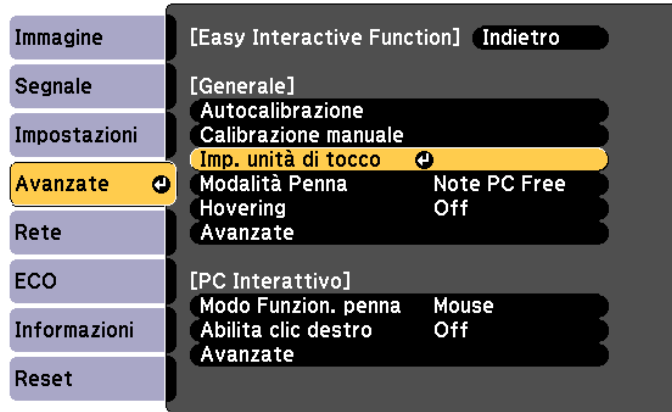 Immagine
Segnale
Impostazioni
Avanzate
Rete
ECO
Informazioni
Reset
[Easy Interactive Function] Indietro
[Generale]
Autocalibrazione
Calibrazione manuale
Imp. unità di tocco
Modalità Penna Note PC Free
Hovering Off
Avanzate
[PC Interattivo]
Modo Funzion. penna Mouse
Abilita clic destro Off
Avanzate